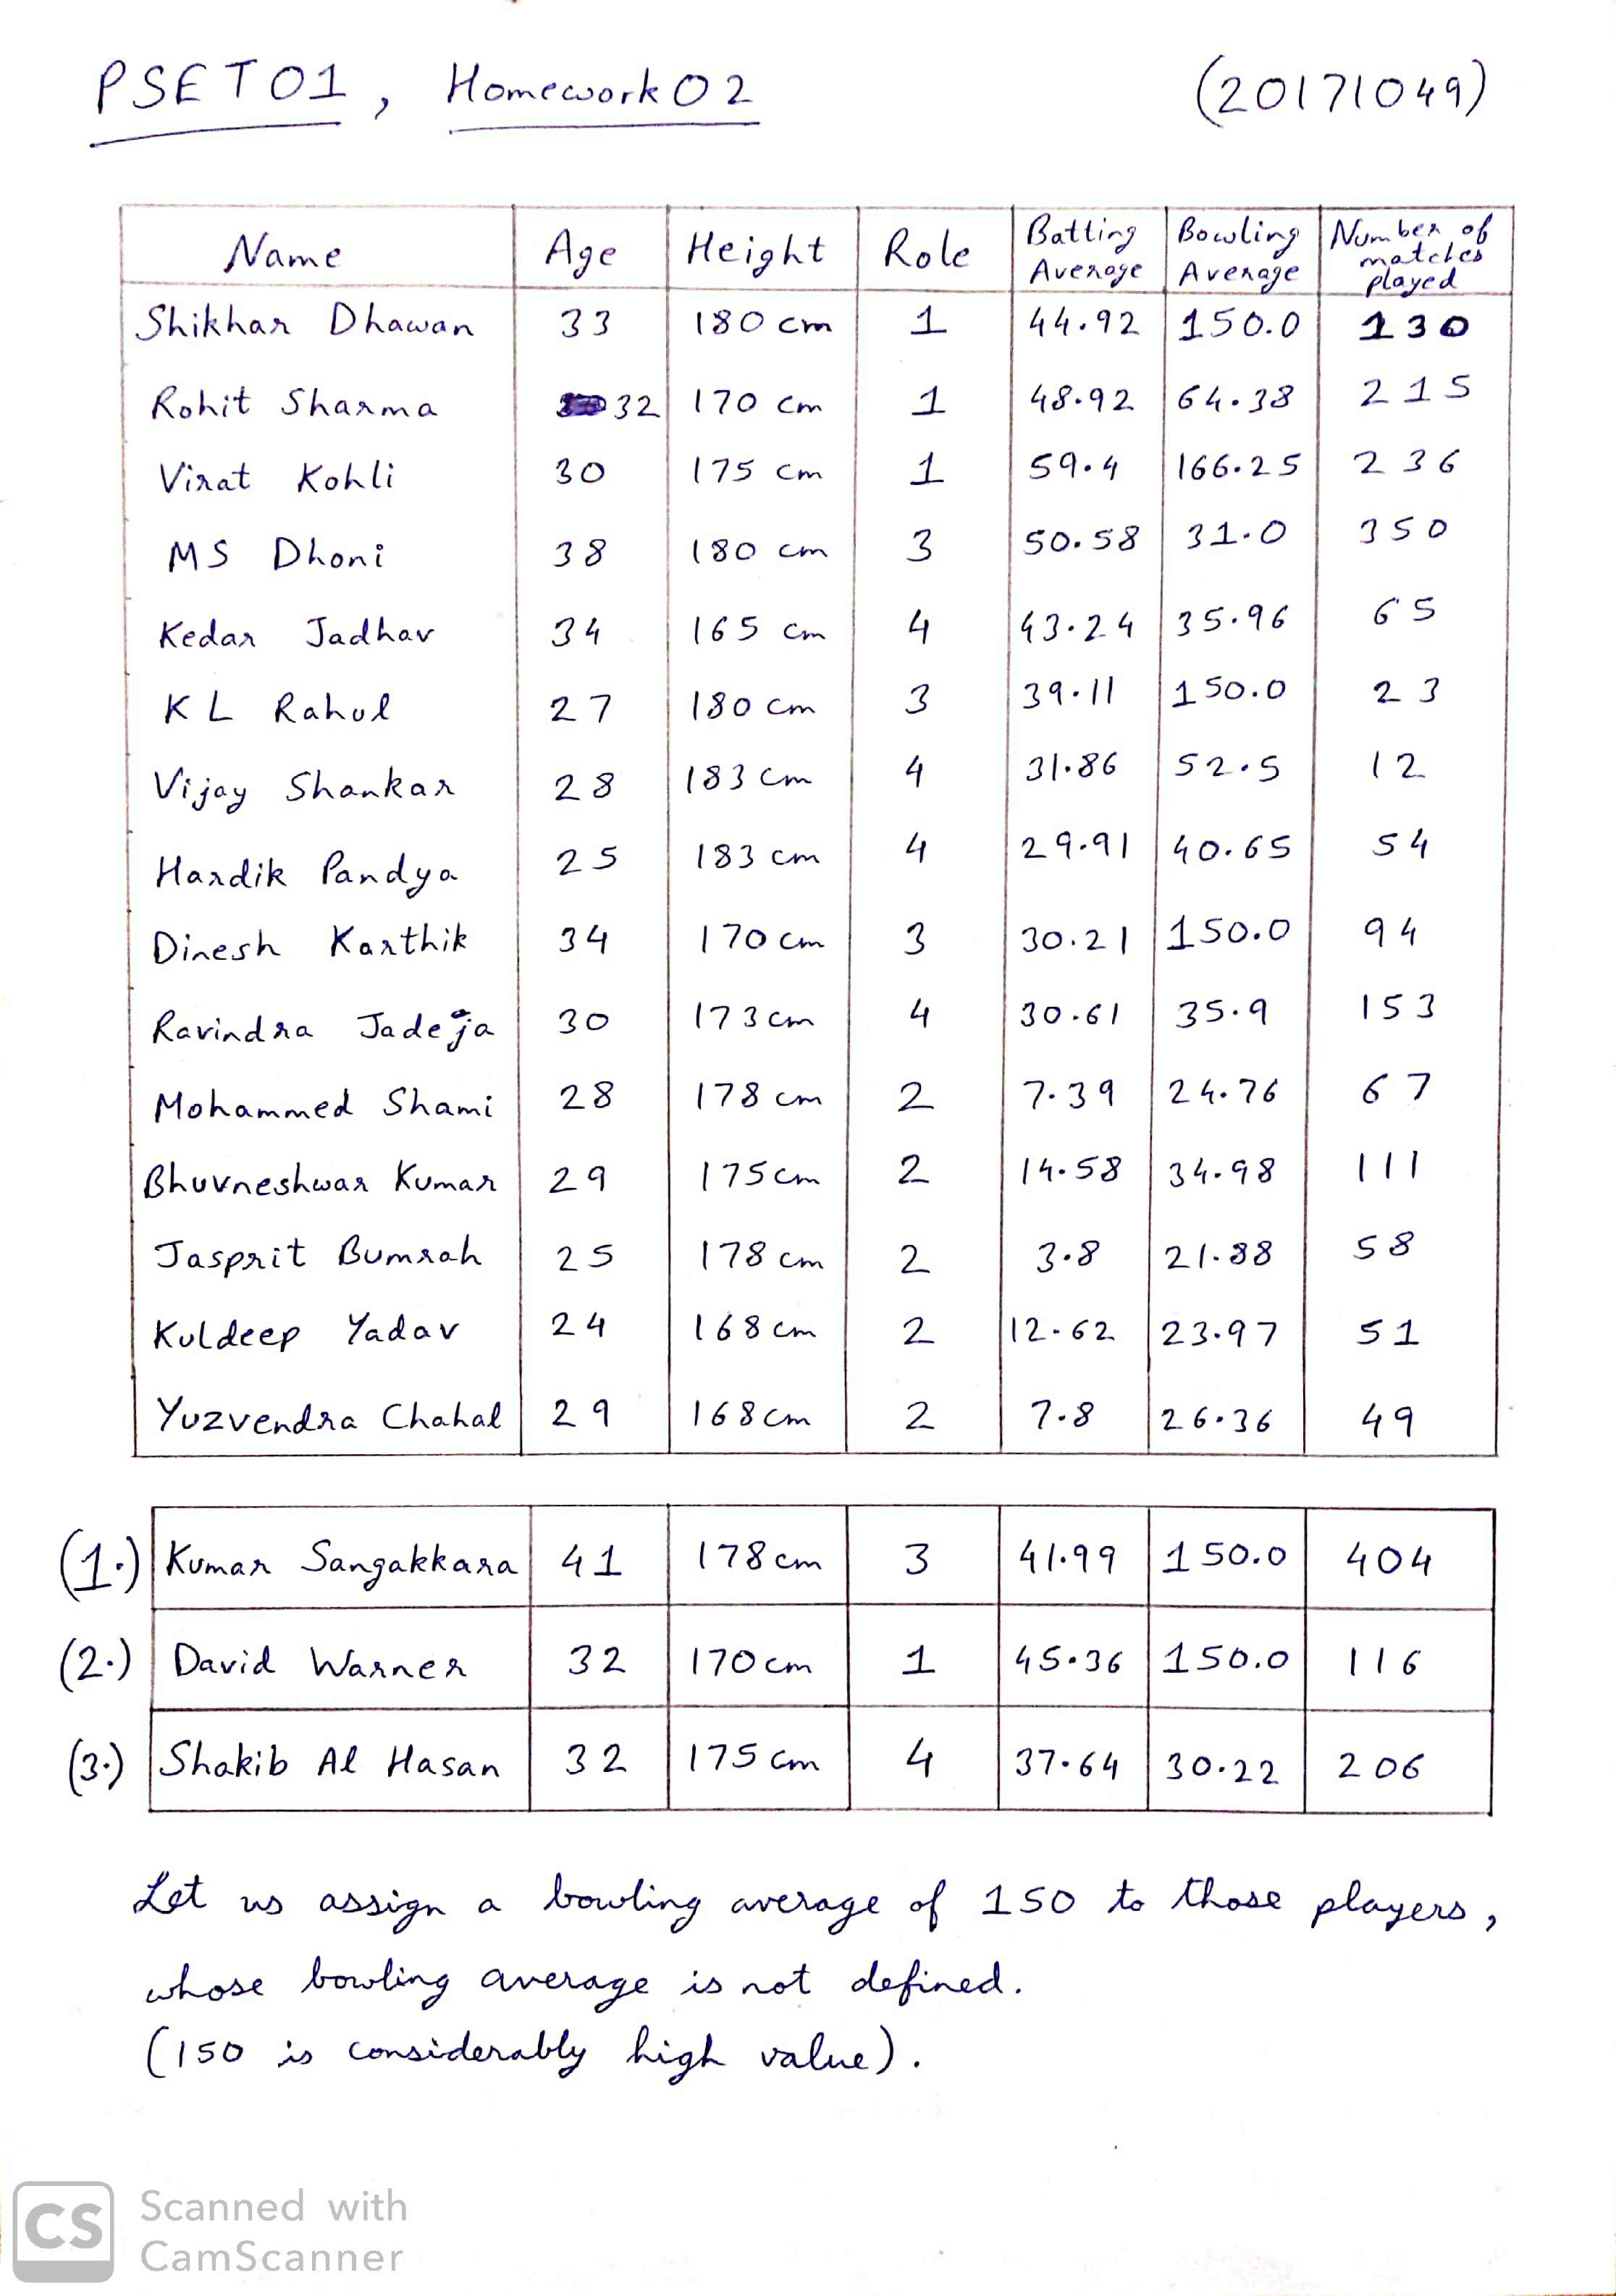 PSET01, Homework 02 (20171049)
Name Age Height Role Batting Average Bowling Average Number of matches played
Shikhar Dhawan 33 180 cm 1 44.92 150.0 130
Rohit Sharma 32 170 cm 1 48.92 64.38 215
Virat Kohli 30 175 cm 1 59.4 166.25 236
MS Dhoni 38 180 cm 3 50.58 31.0 350
Kedar Jadhav 34 165 cm 4 43.24 35.96 65
KL Rahul 27 180 cm 3 39.11 150.0 23
Vijay Shankar 28 183 cm 4 31.86 52.5 12
Hardik Pandya 25 183 cm 4 29.91 40.65 54
Dinesh Karthik 34 170 cm 3 30.21 150.0 94
Ravindra Jadeja 30 173 cm 4 30.61 35.9 153
Mohammed Shami 28 178 cm 2 7.39 24.76 67
Bhuvneshwar Kumar 29 175 cm 2 14.58 34.98 111
Jasprit Bumrah 25 178 cm 2 3.8 21.88 58
Kuldeep Yadav 24 168 cm 2 12.62 23.97 51
Yuzvendra Chahal 29 168 cm 2 7.8 26.36 49
(1.) Kumar Sangakkara 41 178 cm 3 41.99 150.0 404
(2.) David Warner 32 170 cm 1 45.36 150.0 116
(3.) Shakib Al Hasan 32 175 cm 4 37.64 30.22 206
Let us assign a bowling average of 150 to those players,
whose bowling average is not defined.
(150 is considerably high value).
CS Scanned with
CamScanner